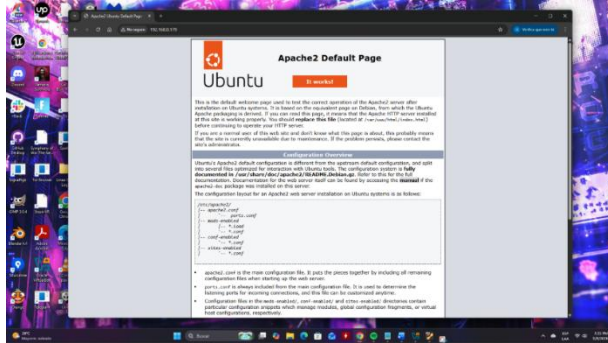 Apache2 Ubuntu Default Page
Apache2 Default Page
Ubuntu
It works!
This is the default welcome page used to test the correct operation of the Apache2 server after
installation on Ubuntu systems. It is based on the equivalent page on Debian, from which the Ubuntu
Apache packaging is derived. If you can read this page, it means that the Apache HTTP server installed
at this site is working properly. You should replace this file (located at /var/www/html/index.html)
before continuing to operate your HTTP server.
If you are a normal user of this web site and don't know what this page is about, this probably means
that the site is currently unavailable due to maintenance. If the problem persists, please contact the
site's administrator.
Configuration Overview
Ubuntu's Apache2 default configuration is different from the upstream default configuration, and split
into several files optimized for interaction with Ubuntu tools. The configuration system is fully
documented in /usr/share/doc/apache2/README.Debian.gz. Refer to this for the full
documentation. Documentation for the web server itself can be found by accessing the manual if the
apache2-doc package was installed on this server.
The configuration layout for an Apache2 web server installation on Ubuntu systems is as follows:
/etc/apache2/
|-- apache2.conf
|       `-- ports.conf
|-- mods-enabled
|       |-- *.load
|       `-- *.conf
|-- conf-enabled
|       `-- *.conf
|-- sites-enabled
|       `-- *.conf
• apache2.conf is the main configuration file. It puts the pieces together by including all remaining
configuration files when starting up the web server.
• ports.conf is always included from the main configuration file. It is used to determine the
listening ports for incoming connections, and this file can be customized anytime.
• Configuration files in the mods-enabled/, conf-enabled/ and sites-enabled/ directories contain
particular configuration snippets which manage modules, global configuration fragments, or virtual
host configurations, respectively.
Buscar